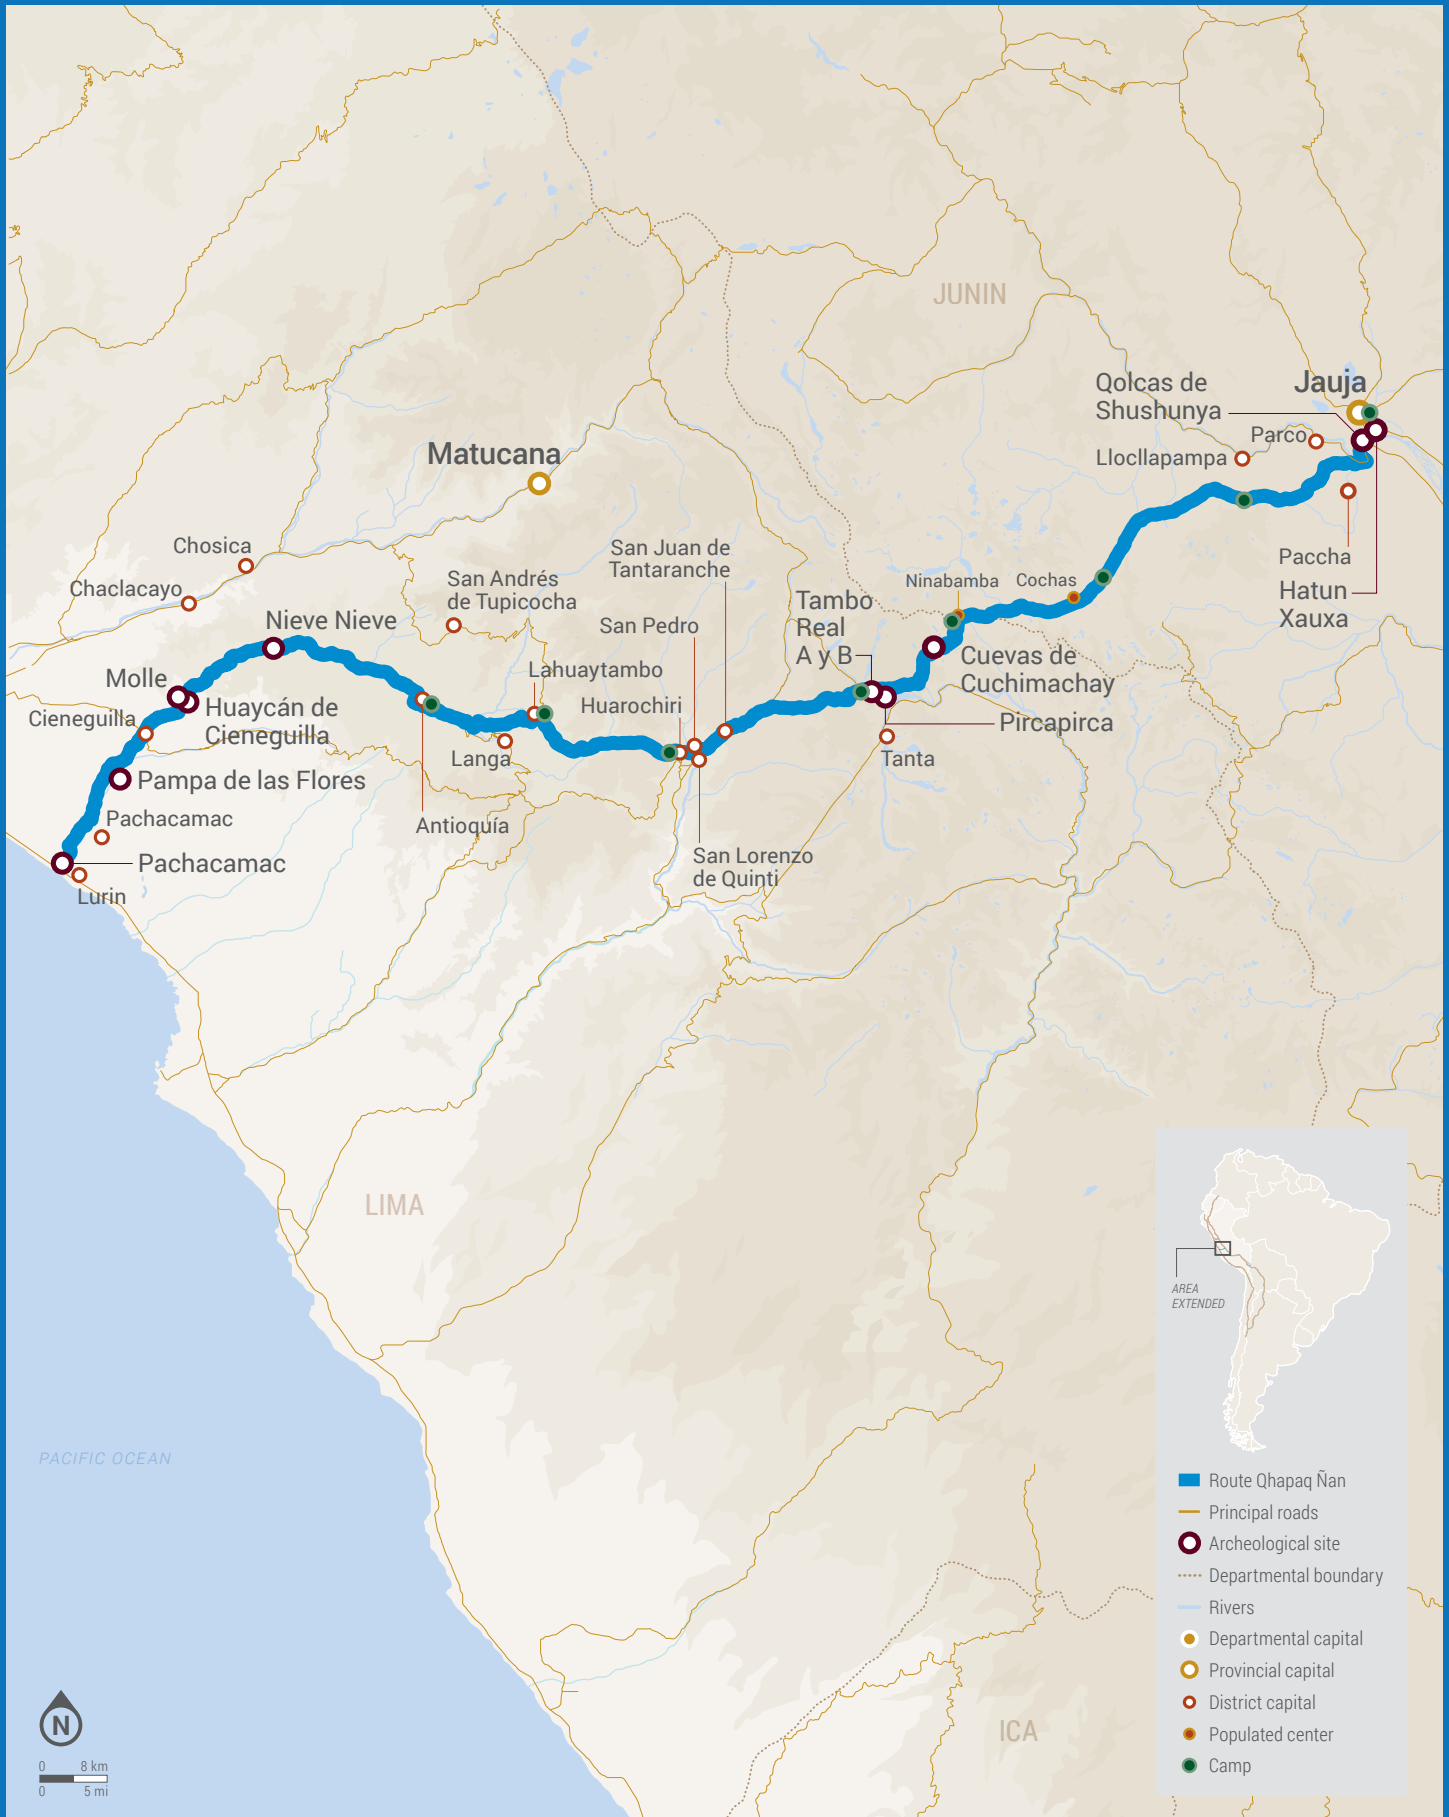 JUNIN
Qolcas de
Shushunya
Jauja
Parco
Llocllapampa
Matucana
Paccha
Hatun
Xauxa
Chosica
Chaclacayo
San Juan de
Tantaranche
San Andrés
de Tupicocha
Ninabamba
Cochas
Tambo
Real
A y B
Nieve Nieve
San Pedro
Cuevas de
Cuchimachay
Molle
Lahuaytambo
Huarochiri
Huaycán de
Cieneguilla
Cieneguilla
Pircapirca
Langa
Tanta
Pampa de las Flores
Pachacamac
Antioquía
Pachacamac
San Lorenzo
de Quinti
Lurin
LIMA
AREA
EXTENDED
PACIFIC OCEAN
Route Qhapaq Ñan
Principal roads
Archeological site
Departmental boundary
Rivers
Departmental capital
Provincial capital
District capital
Populated center
Camp
ICA
N
0 8 km
0 5 mi